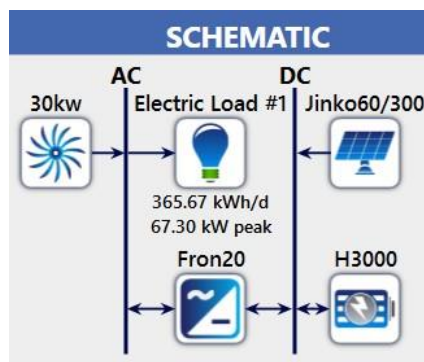 SCHEMATIC
AC DC
30kw Electric Load #1 Jinko60/300
365.67 kWh/d
67.30 kW peak
Fron20 H3000